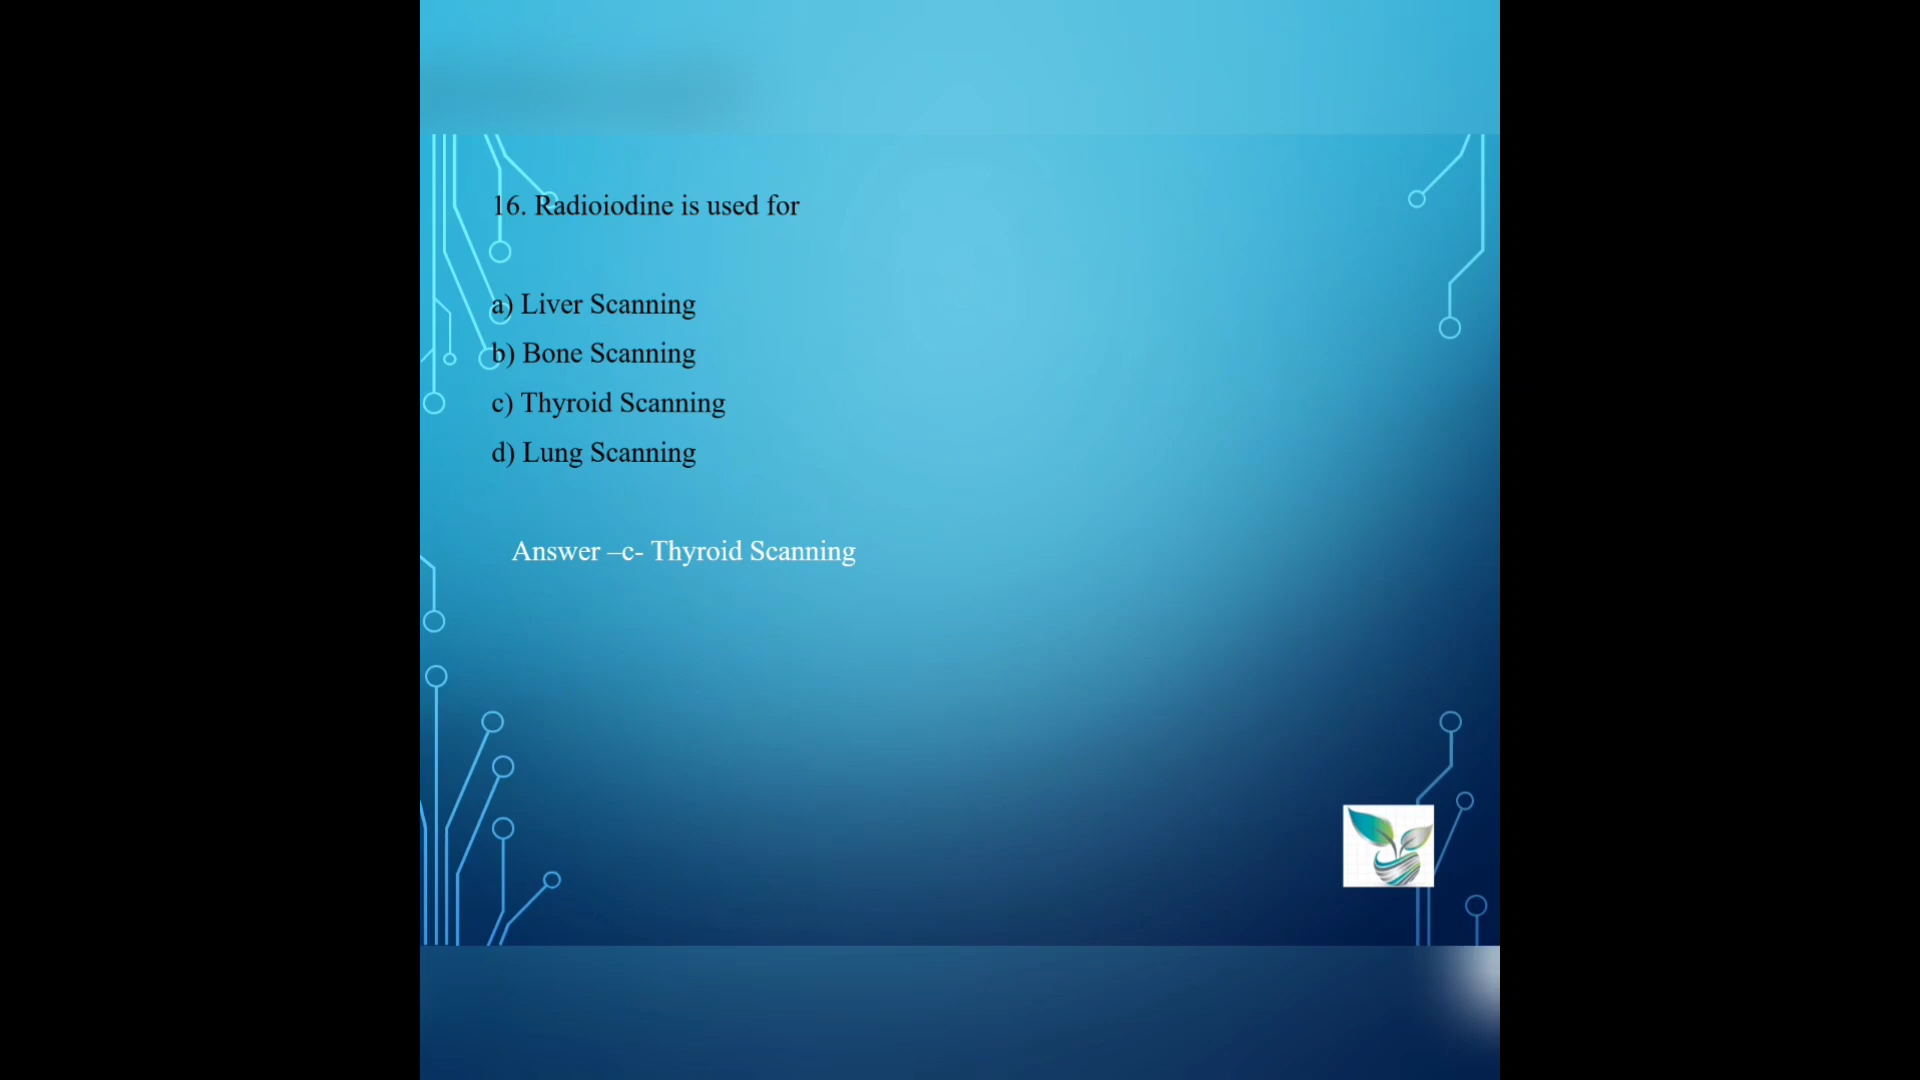 16. Radioiodine is used for
a) Liver Scanning
b) Bone Scanning
c) Thyroid Scanning
d) Lung Scanning
Answer –c- Thyroid Scanning